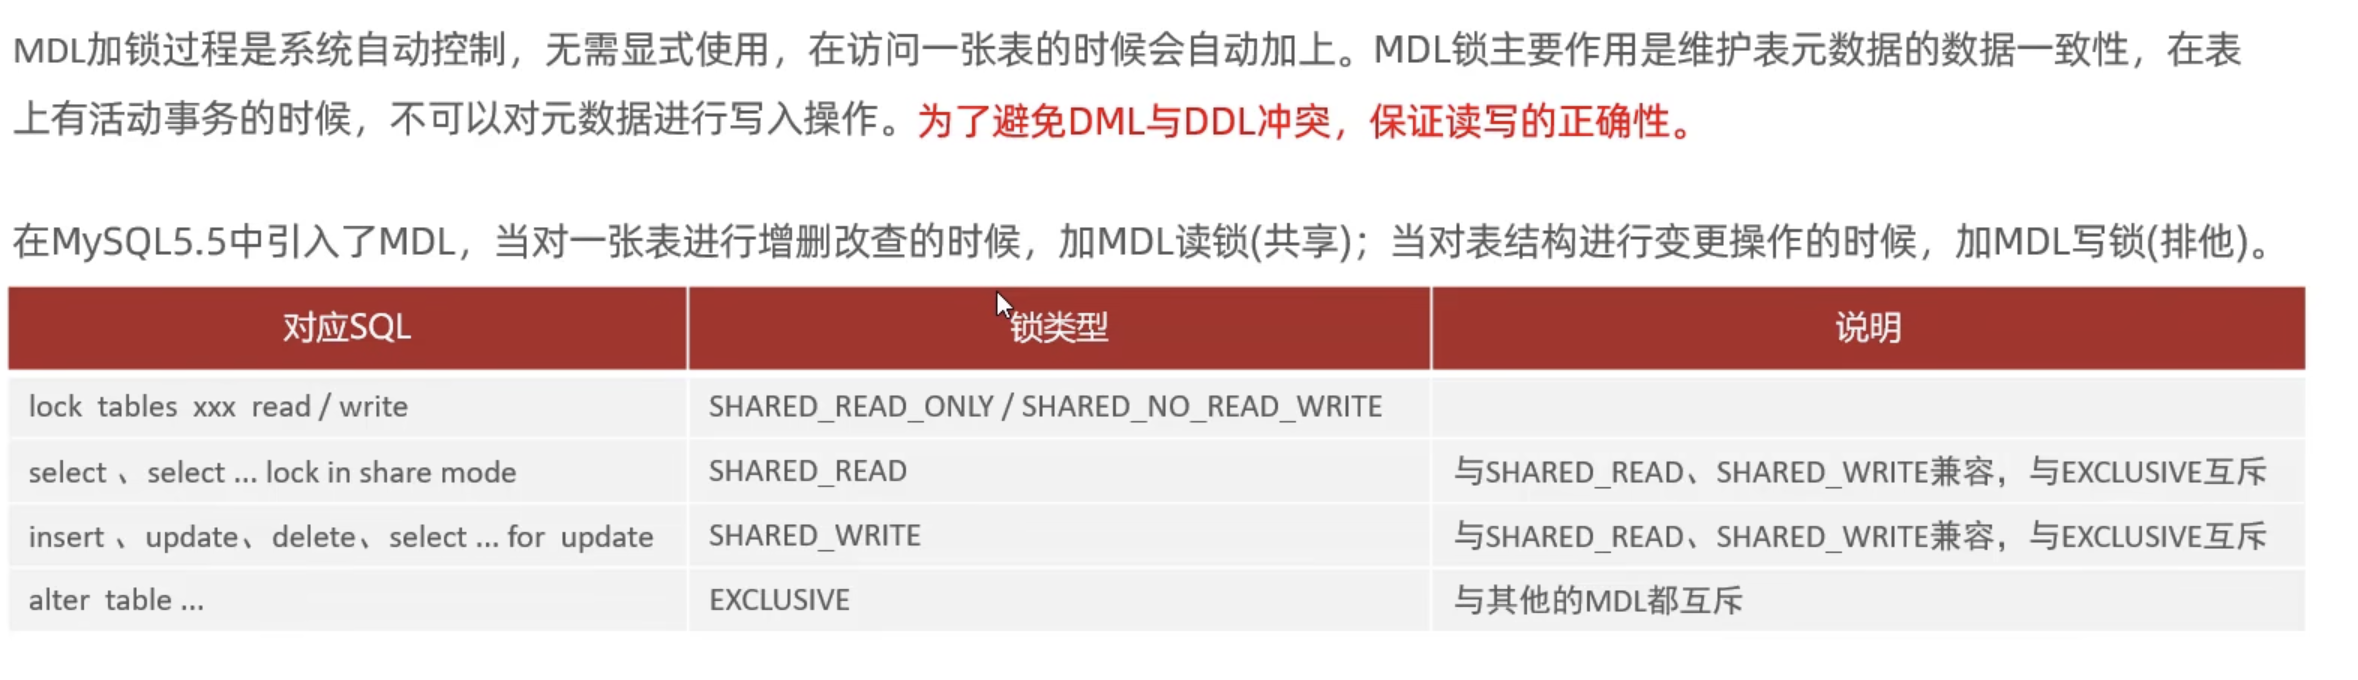 MDL加锁过程是系统自动控制，无需显式使用，在访问一张表的时候会自动加上。MDL锁主要作用是维护表元数据的数据一致性，在表
上有活动事务的时候，不可以对元数据进行写入操作。为了避免DML与DDL冲突，保证读写的正确性。
在MySQL5.5中引入了MDL，当对一张表进行增删改查的时候，加MDL读锁(共享)；当对表结构进行变更操作的时候，加MDL写锁(排他)。
对应SQL 锁类型 说明
lock tables xxx read / write SHARED_READ_ONLY / SHARED_NO_READ_WRITE
select 、select ... lock in share mode SHARED_READ 与SHARED_READ、SHARED_WRITE兼容，与EXCLUSIVE互斥
insert 、update、delete、select ... for update SHARED_WRITE 与SHARED_READ、SHARED_WRITE兼容，与EXCLUSIVE互斥
alter table ... EXCLUSIVE 与其他的MDL都互斥